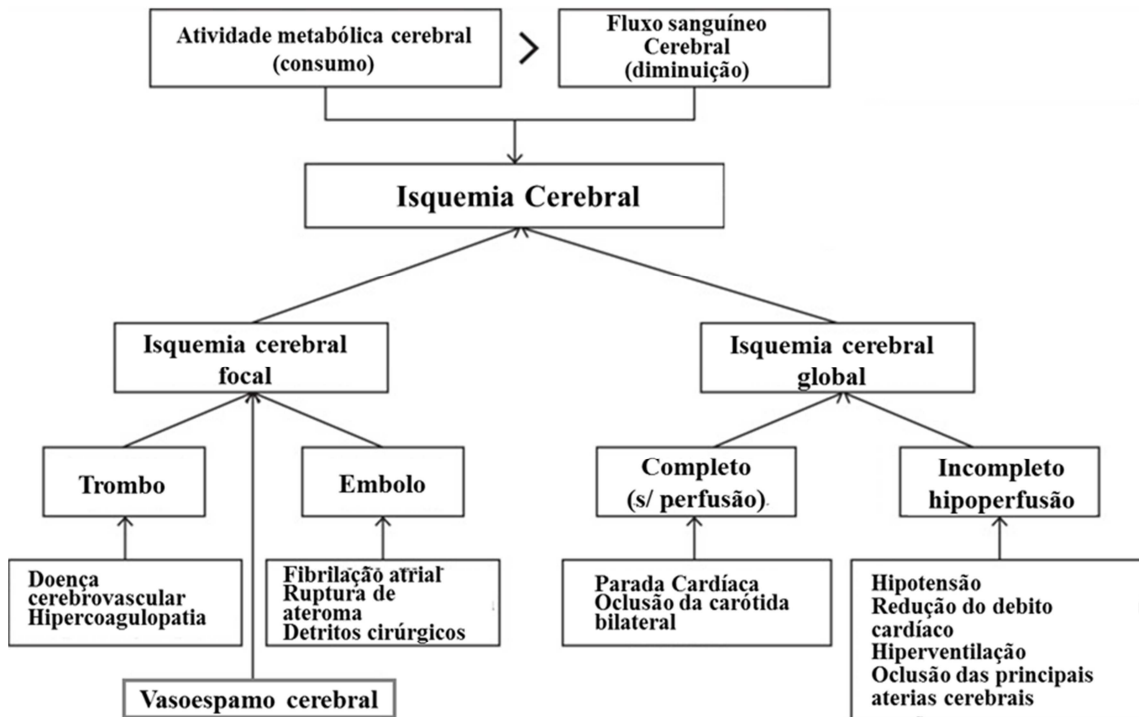 Atividade metabólica cerebral
(consumo)
>
Fluxo sanguíneo
Cerebral
(diminuição)
Isquemia Cerebral
Isquemia cerebral
focal
Isquemia cerebral
global
Trombo
Embolo
Completo
(s/ perfusão)
Incompleto
hipoperfusão
Doença
cerebrovascular
Hipercoagulopatia
Fibrilação atrial
Ruptura de
ateroma
Detritos cirúrgicos
Parada Cardíaca
Oclusão da carótida
bilateral
Hipotensão
Redução do debito
cardíaco
Hiperventilação
Oclusão das principais
aterias cerebrais
Vasoespamo cerebral